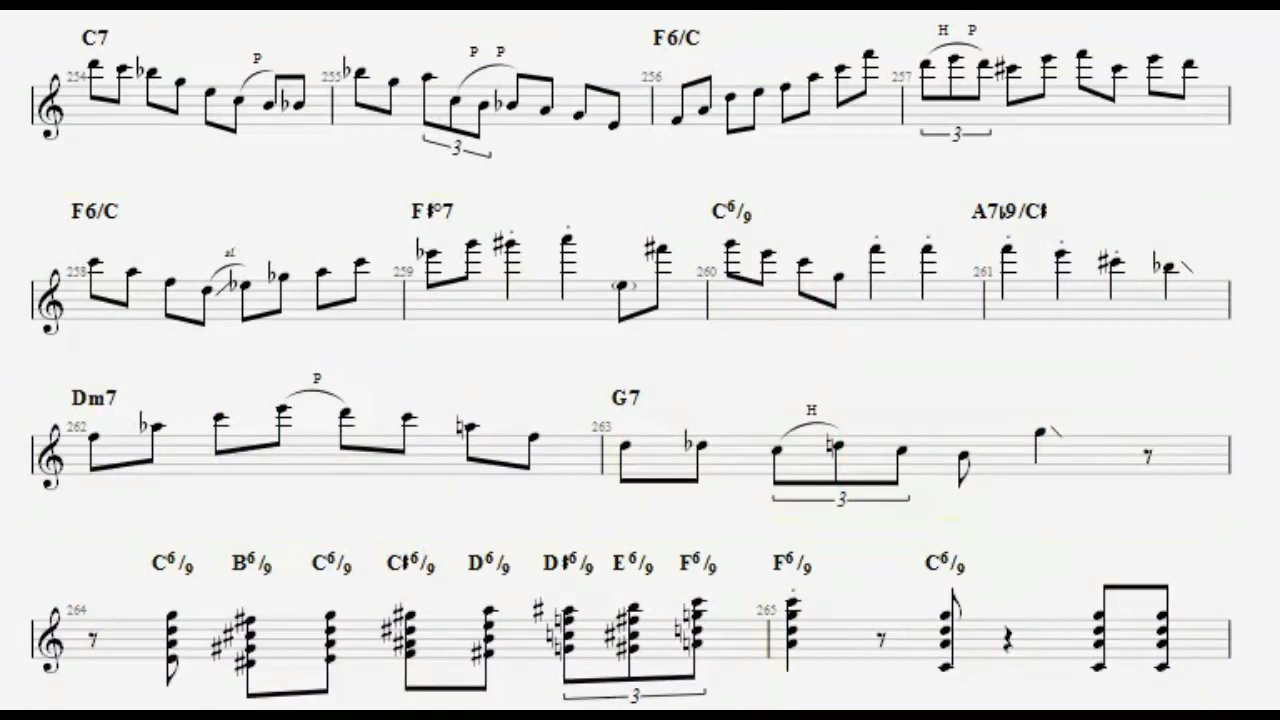 C7 F6/C H P
P P P
254 255 256 257
3 3
F6/C F#°7 C6/9 A7b9/C#
sl
258 259 260 261
P
Dm7 G7
H
262 263
3
C6/9 B6/9 C6/9 C#6/9 D6/9 D#6/9 E6/9 F6/9 F6/9 C6/9
264 265
3